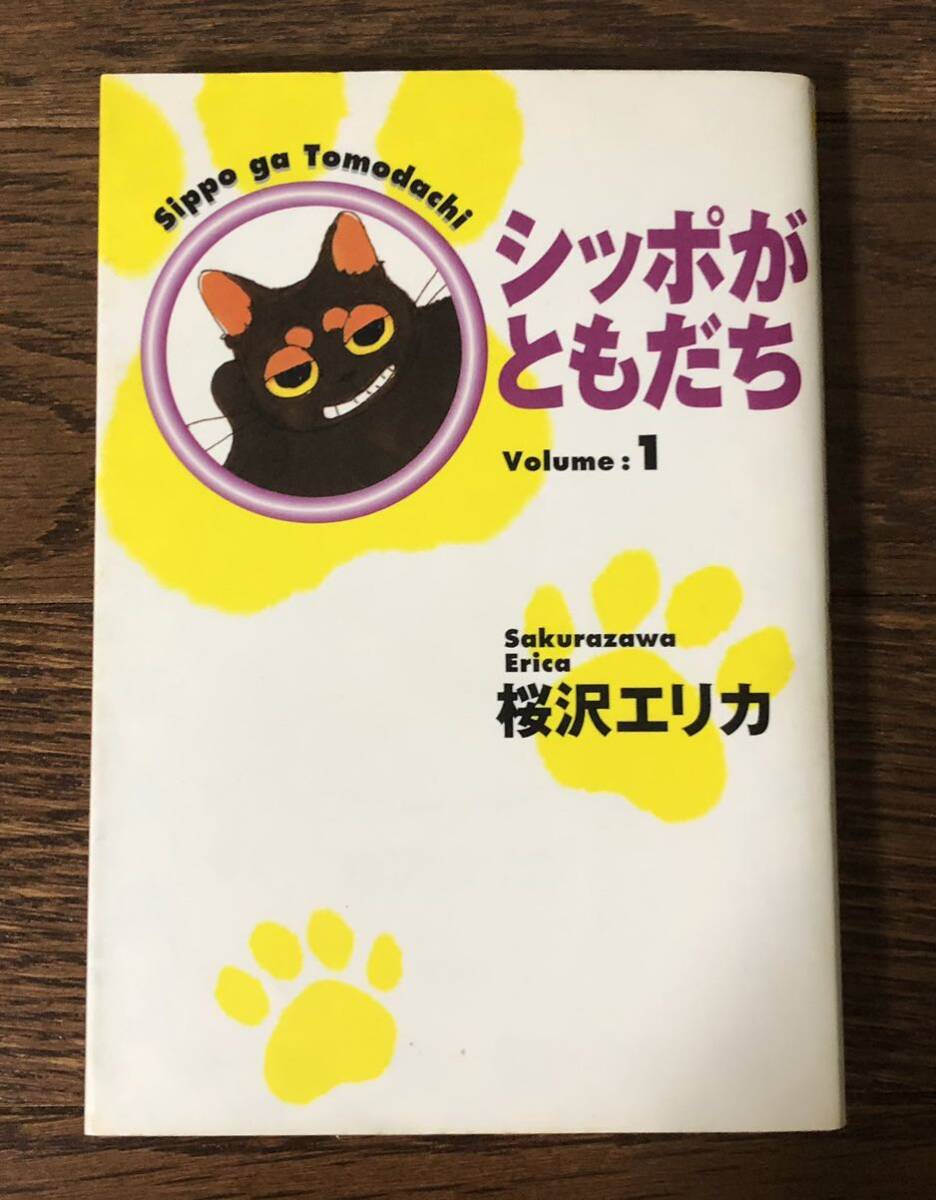 Sippo ga Tomodachi
シッポが
ともだち
Volume : 1
Sakurazawa
Erica
桜沢エリカ